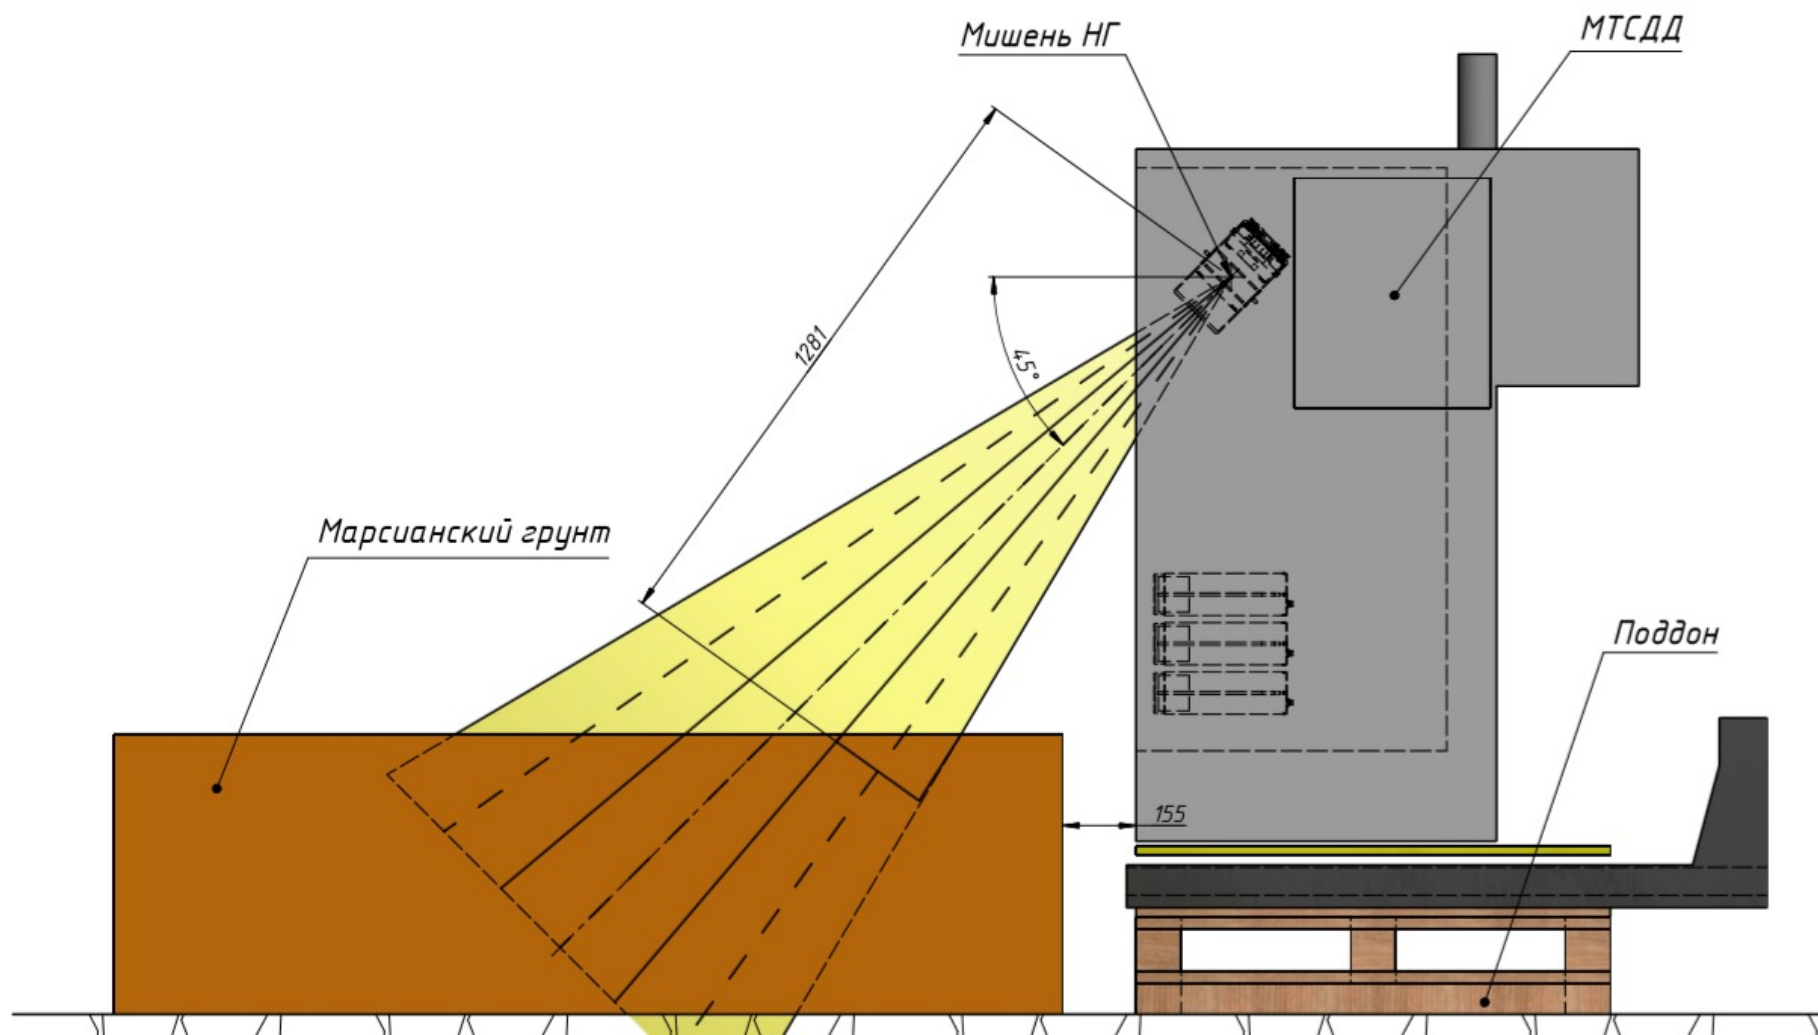 Мишень НГ
МТСДД
1281
45°
Марсианский грунт
Поддон
155